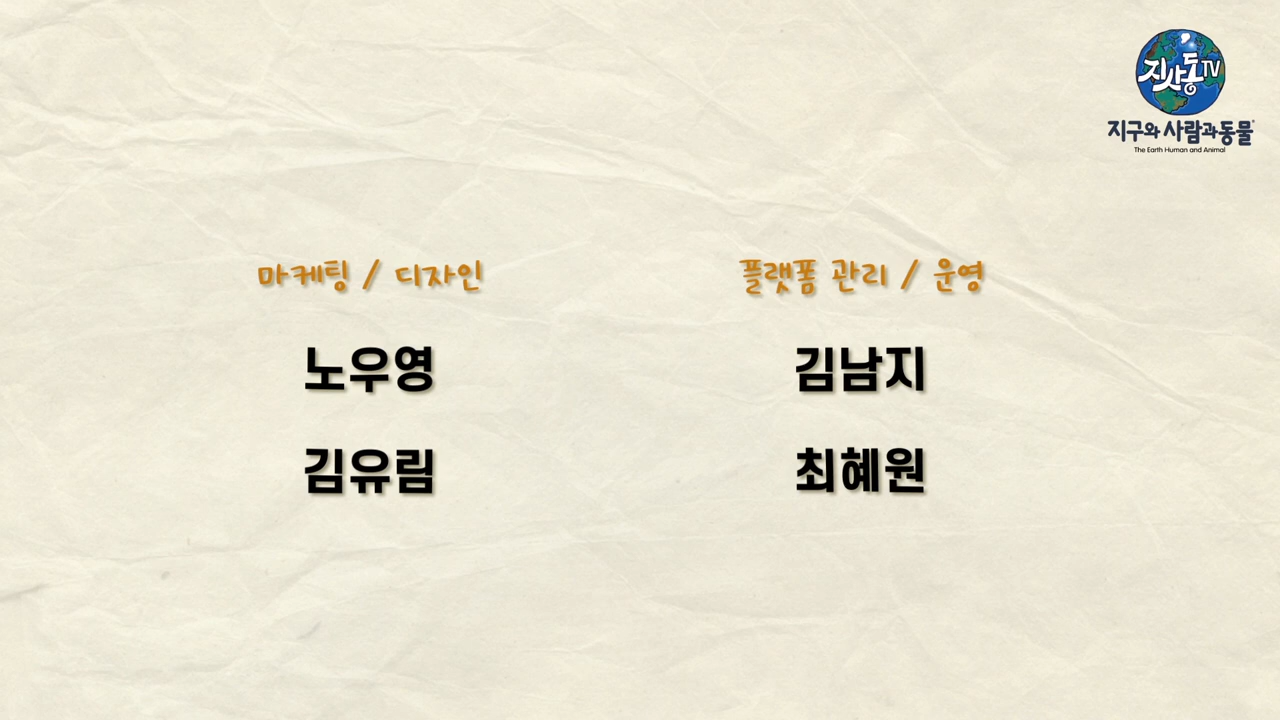 지사동TV
지구와 사람과 동물
The Earth Human and Animal
마케팅 / 디자인
노우영
김유림
플랫폼 관리 / 운영
김남지
최혜원